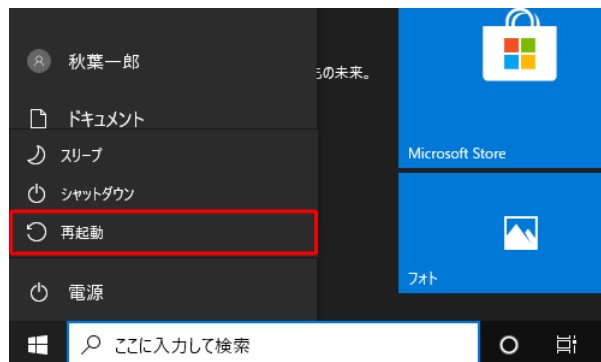 秋葉一郎
の未来。
ドキュメント
スリープ
シャットダウン
再起動
電源
Microsoft Store
フォト
ここに入力して検索